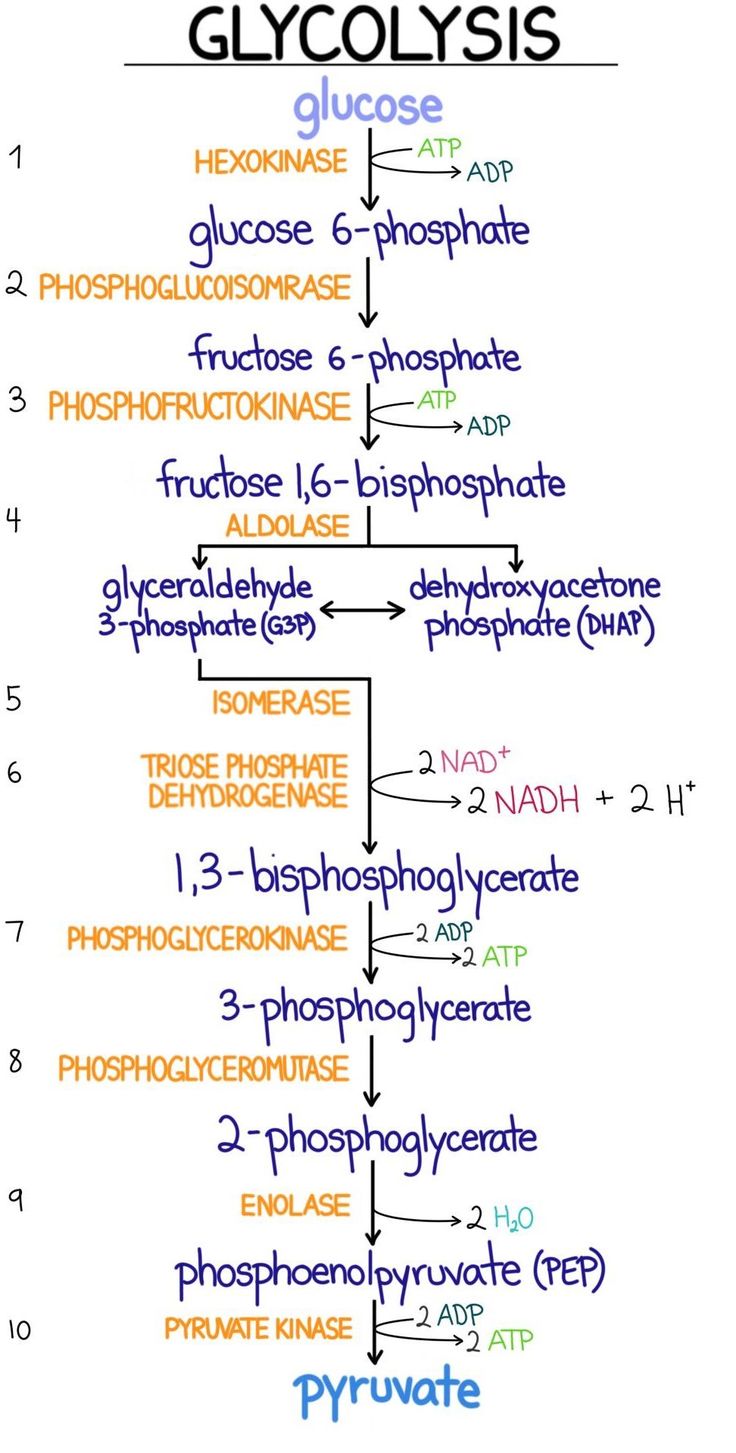 GLYCOLYSIS
glucose
1
HEXOKINASE
ATP
ADP
glucose 6-phosphate
2 PHOSPHOGLUCOISOMRASE
fructose 6-phosphate
3 PHOSPHOFRUCTOKINASE
ATP
ADP
fructose 1,6-bisphosphate
4
ALDOLASE
glyceraldehyde
3-phosphate (G3P)
dehydroxyacetone
phosphate (DHAP)
5
ISOMERASE
6
TRIOSE PHOSPHATE
DEHYDROGENASE
2 NAD⁺
2 NADH + 2 H⁺
1,3-bisphosphoglycerate
7
PHOSPHOGLYCEROKINASE
2 ADP
2 ATP
3-phosphoglycerate
8 PHOSPHOGLYCEROMUTASE
2-phosphoglycerate
9
ENOLASE
2 H₂O
phosphoenolpyruvate (PEP)
10
PYRUVATE KINASE
2 ADP
2 ATP
pyruvate